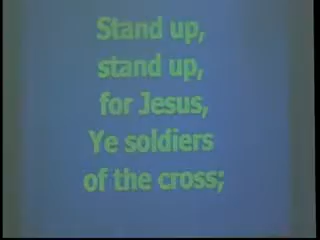 Stand up,
stand up,
for Jesus,
Ye soldiers
of the cross;